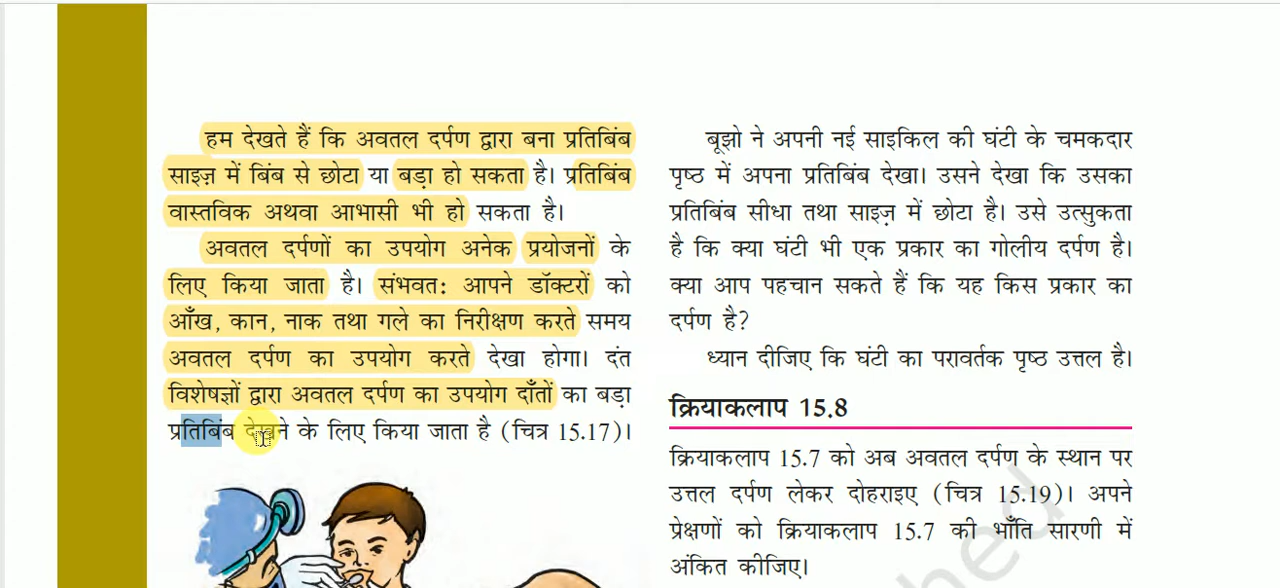 हम देखते हैं कि अवतल दर्पण द्वारा बना प्रतिबिंब
साइज़ में बिंब से छोटा या बड़ा हो सकता है। प्रतिबिंब
वास्तविक अथवा आभासी भी हो सकता है।
अवतल दर्पणों का उपयोग अनेक प्रयोजनों के
लिए किया जाता है। संभवत: आपने डॉक्टरों को
आँख, कान, नाक तथा गले का निरीक्षण करते समय
अवतल दर्पण का उपयोग करते देखा होगा। दंत
विशेषज्ञों द्वारा अवतल दर्पण का उपयोग दाँतों का बड़ा
प्रतिबिंब देखने के लिए किया जाता है (चित्र 15.17)।
बूझो ने अपनी नई साइकिल की घंटी के चमकदार
पृष्ठ में अपना प्रतिबिंब देखा। उसने देखा कि उसका
प्रतिबिंब सीधा तथा साइज़ में छोटा है। उसे उत्सुकता
है कि क्या घंटी भी एक प्रकार का गोलीय दर्पण है।
क्या आप पहचान सकते हैं कि यह किस प्रकार का
दर्पण है?
ध्यान दीजिए कि घंटी का परावर्तक पृष्ठ उत्तल है।
क्रियाकलाप 15.8
क्रियाकलाप 15.7 को अब अवतल दर्पण के स्थान पर
उत्तल दर्पण लेकर दोहराइए (चित्र 15.19)। अपने
प्रेक्षणों को क्रियाकलाप 15.7 की भाँति सारणी में
अंकित कीजिए।